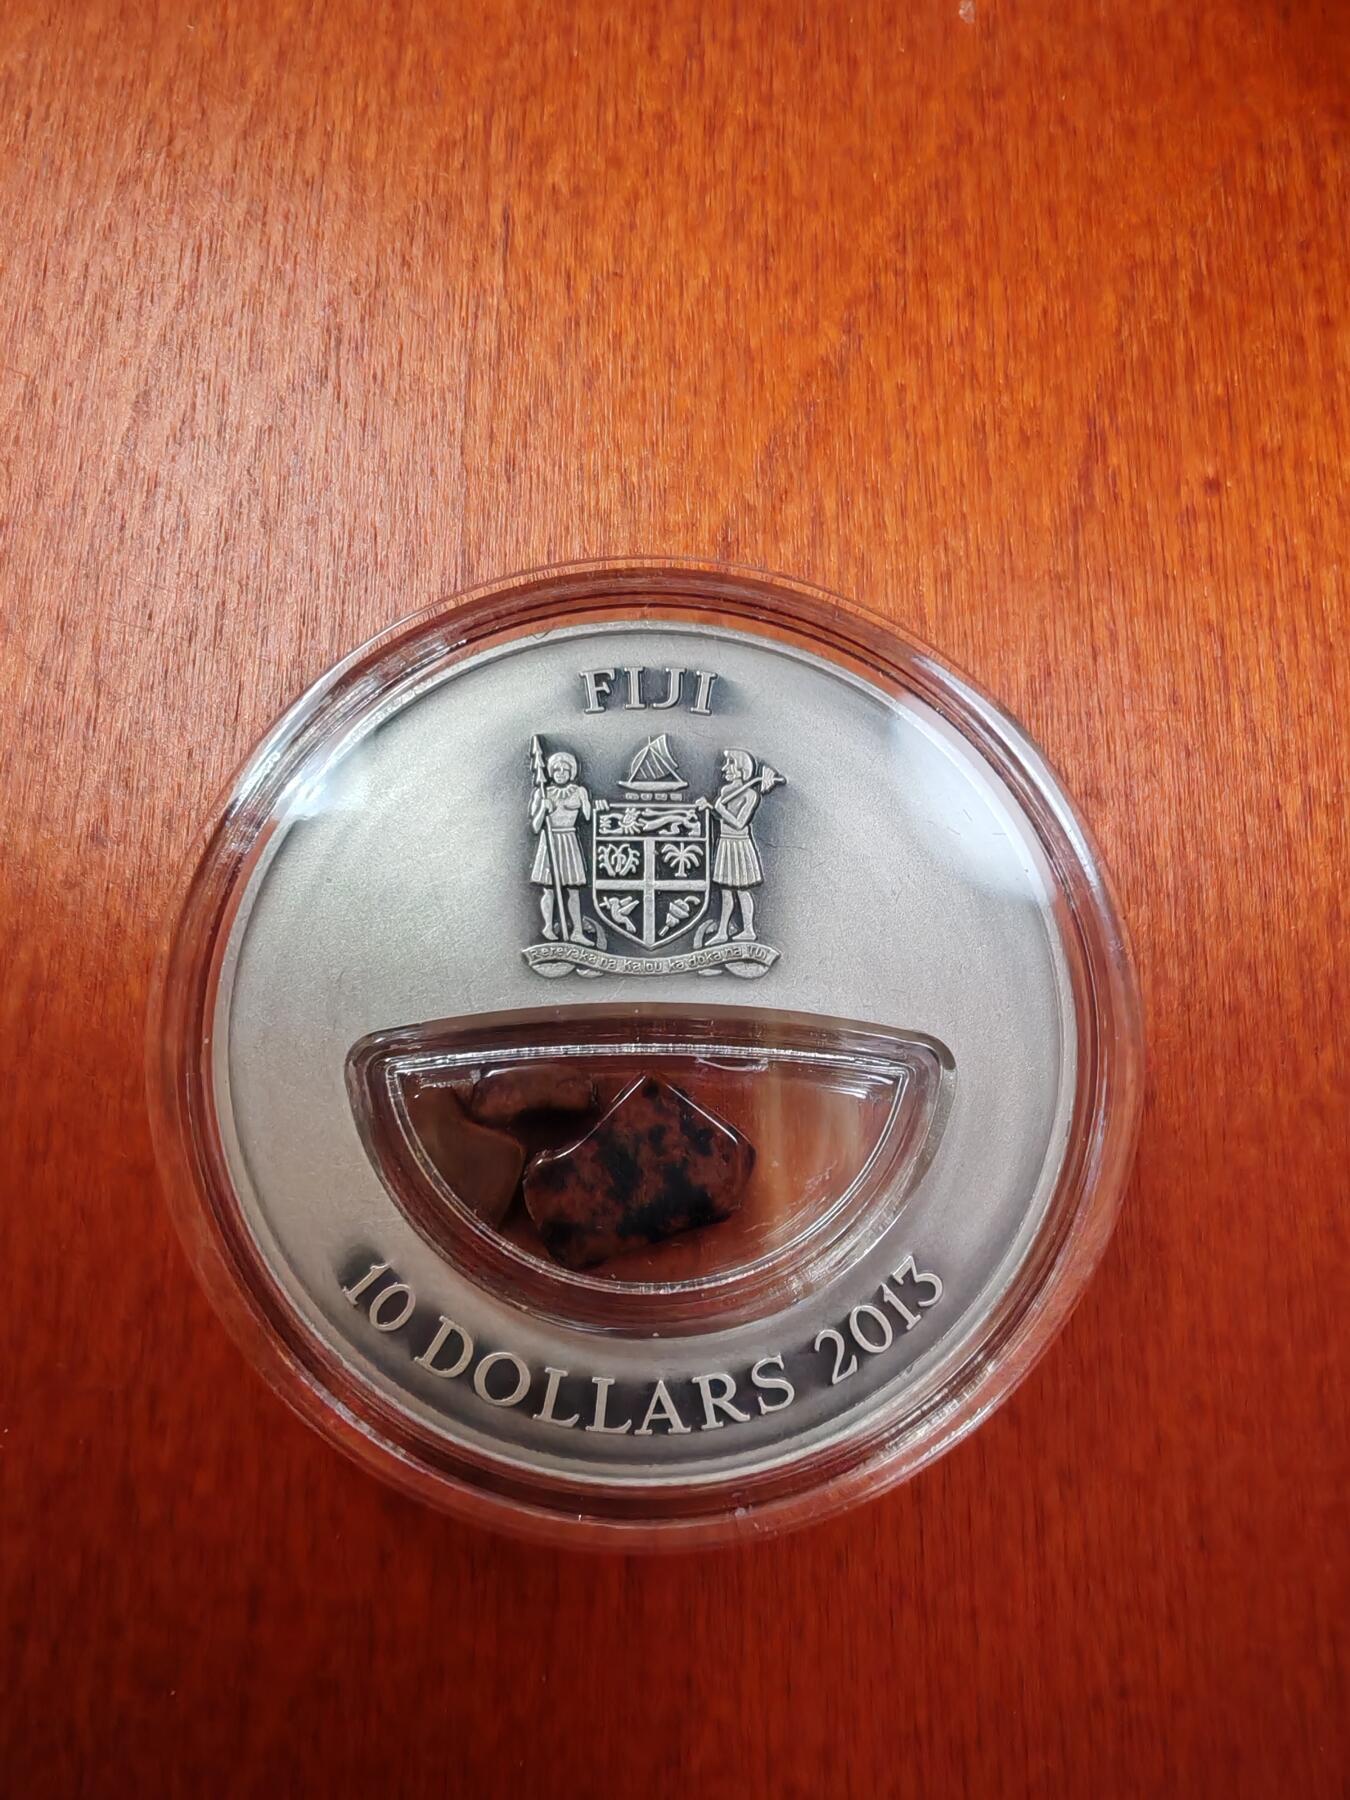 FIJI
Rerevaka na Kalou ka doka na Tui
10 DOLLARS 2013